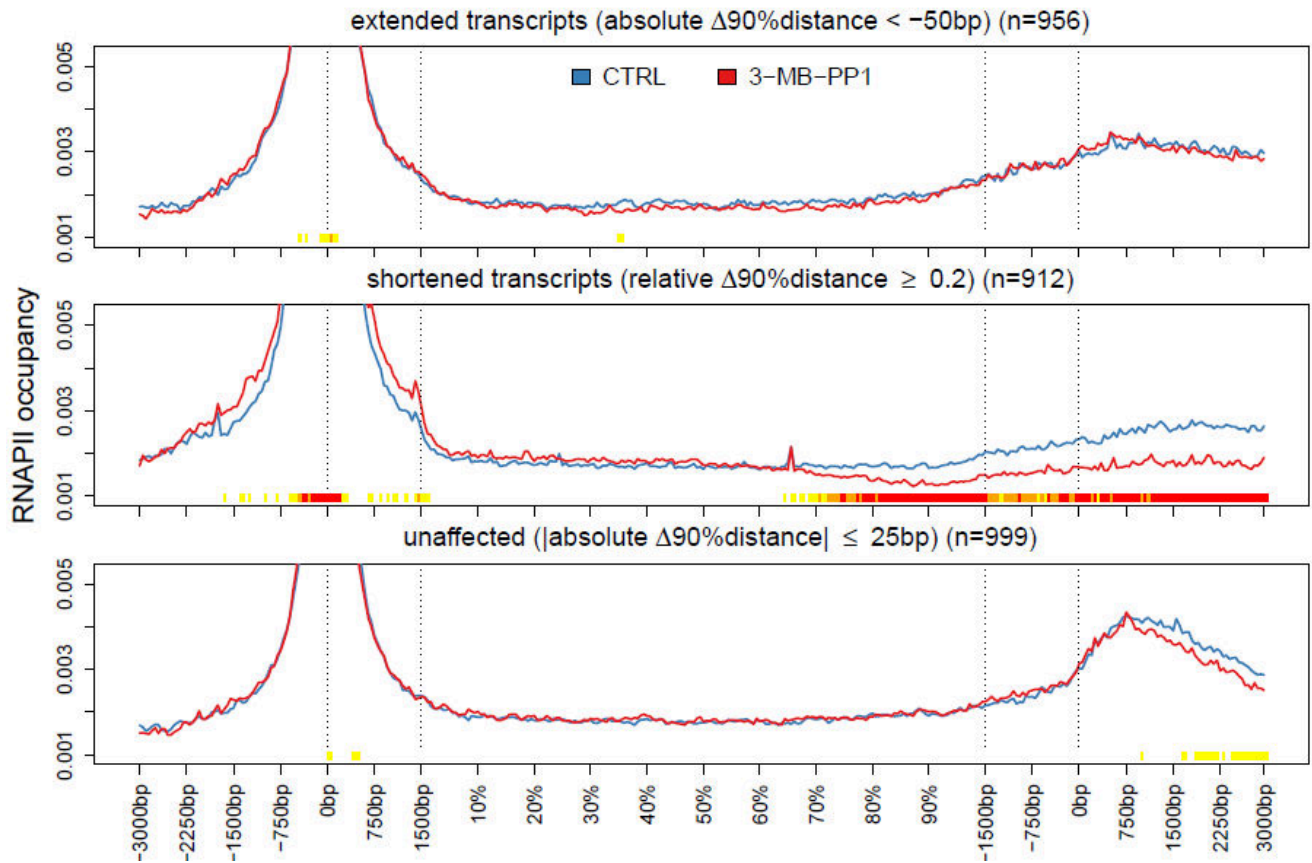 extended transcripts (absolute Δ90%distance < −50bp) (n=956)
CTRL 3−MB−PP1
0.001 0.003 0.005
shortened transcripts (relative Δ90%distance ≥ 0.2) (n=912)
RNAPII occupancy
0.001 0.003 0.005
unaffected (|absolute Δ90%distance| ≤ 25bp) (n=999)
0.001 0.003 0.005
−3000bp −2250bp −1500bp −750bp 0bp 750bp 1500bp 10% 20% 30% 40% 50% 60% 70% 80% 90% −1500bp 0bp 750bp 1500bp 2250bp 3000bp